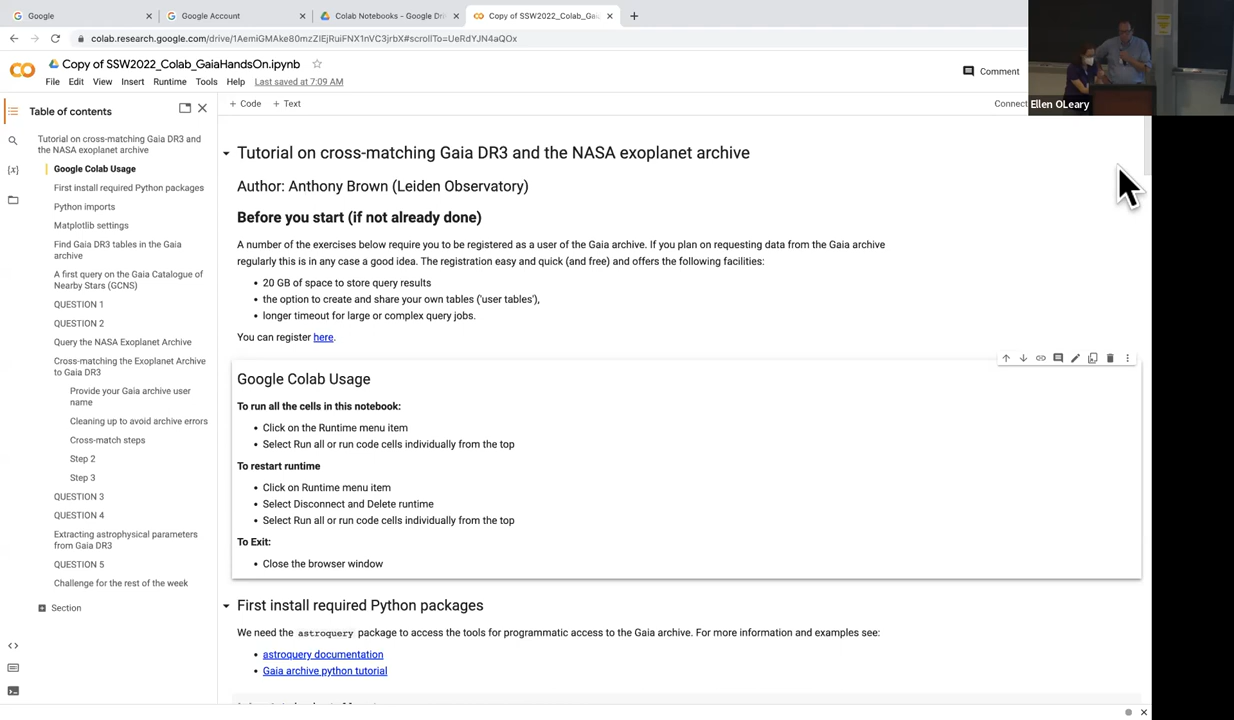 Google
Google Account
Colab Notebooks - Google Dri
Copy of SSW2022_Colab_Gai
colab.research.google.com/drive/1AemiGMAke80mzZIEjRuiFNX1nVC3jrbX#scrollTo=UeRdYJN4aQOx
Copy of SSW2022_Colab_GaiaHandsOn.ipynb
File Edit View Insert Runtime Tools Help Last saved at 7:09 AM
Comment
Ellen OLeary
Table of contents
+ Code + Text
Connect
Tutorial on cross-matching Gaia DR3 and
the NASA exoplanet archive
Google Colab Usage
First install required Python packages
Python imports
Matplotlib settings
Find Gaia DR3 tables in the Gaia
archive
A first query on the Gaia Catalogue of
Nearby Stars (GCNS)
QUESTION 1
QUESTION 2
Query the NASA Exoplanet Archive
Cross-matching the Exoplanet Archive
to Gaia DR3
Provide your Gaia archive user
name
Cleaning up to avoid archive errors
Cross-match steps
Step 2
Step 3
QUESTION 3
QUESTION 4
Extracting astrophysical parameters
from Gaia DR3
QUESTION 5
Challenge for the rest of the week
Section
Tutorial on cross-matching Gaia DR3 and the NASA exoplanet archive
Author: Anthony Brown (Leiden Observatory)
Before you start (if not already done)
A number of the exercises below require you to be registered as a user of the Gaia archive. If you plan on requesting data from the Gaia archive
regularly this is in any case a good idea. The registration easy and quick (and free) and offers the following facilities:
• 20 GB of space to store query results
• the option to create and share your own tables ('user tables'),
• longer timeout for large or complex query jobs.
You can register here.
Google Colab Usage
To run all the cells in this notebook:
• Click on the Runtime menu item
• Select Run all or run code cells individually from the top
To restart runtime
• Click on Runtime menu item
• Select Disconnect and Delete runtime
• Select Run all or run code cells individually from the top
To Exit:
• Close the browser window
First install required Python packages
We need the astroquery package to access the tools for programmatic access to the Gaia archive. For more information and examples see:
• astroquery documentation
• Gaia archive python tutorial